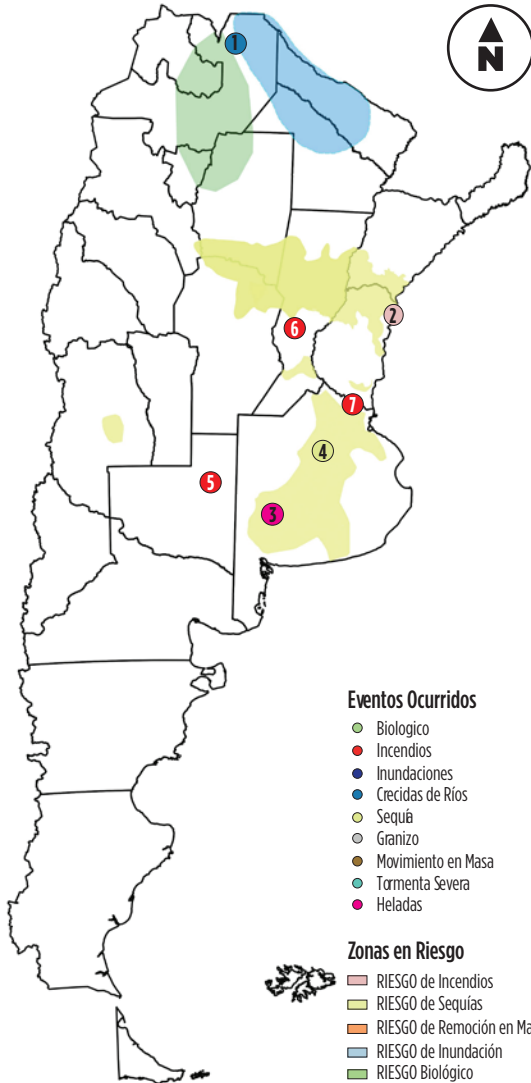 N
1
2
6
7
4
5
3
Eventos Ocurridos
Biologico
Incendios
Inundaciones
Crecidas de Ríos
Sequía
Granizo
Movimiento en Masa
Tormenta Severa
Heladas
Zonas en Riesgo
RIESGO de Incendios
RIESGO de Sequías
RIESGO de Remoción en Ma
RIESGO de Inundación
RIESGO Biológico